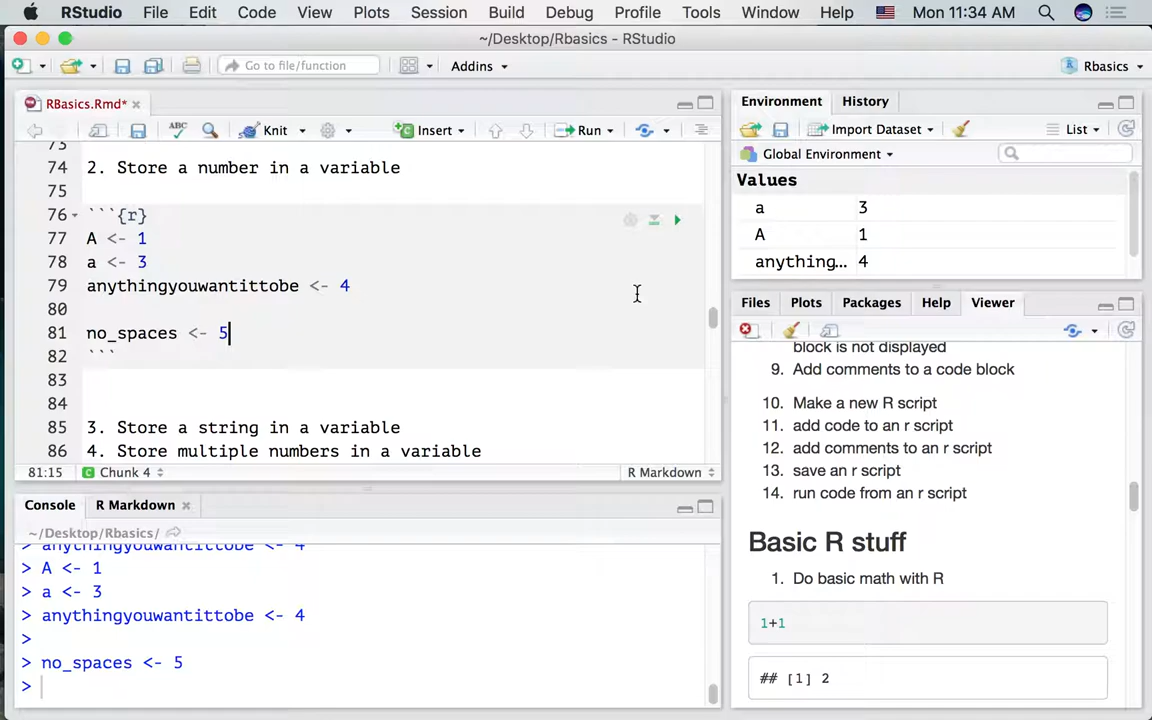 RStudio File Edit Code View Plots Session Build Debug Profile Tools Window Help Mon 11:34 AM
~/Desktop/Rbasics - RStudio
Go to file/function Addins Rbasics
RBasics.Rmd*
ABC Knit Insert Run
73
74 2. Store a number in a variable
75
76 ```{r}
77 A <- 1
78 a <- 3
79 anythingyouwantittobe <- 4
80
81 no_spaces <- 5
82 ```
83
84
85 3. Store a string in a variable
86 4. Store multiple numbers in a variable
81:15 Chunk 4 R Markdown
Console R Markdown
~/Desktop/Rbasics/
> anythingyouwantittobe <- 4
> A <- 1
> a <- 3
> anythingyouwantittobe <- 4
>
> no_spaces <- 5
>
Environment History
Import Dataset List
Global Environment
Values
a 3
A 1
anything... 4
Files Plots Packages Help Viewer
block is not displayed
9. Add comments to a code block
10. Make a new R script
11. add code to an r script
12. add comments to an r script
13. save an r script
14. run code from an r script
Basic R stuff
1. Do basic math with R
1+1
## [1] 2